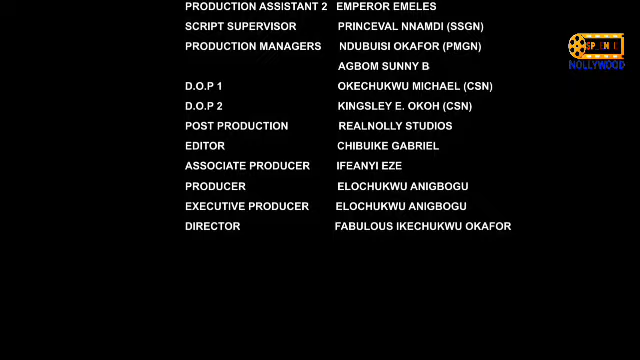 PRODUCTION ASSISTANT 2 EMPEROR EMELES
SCRIPT SUPERVISOR PRINCEVAL NNAMDI (SSGN)
PRODUCTION MANAGERS NDUBUISI OKAFOR (PMGN)
AGBOM SUNNY B
D.O.P 1 OKECHUKWU MICHAEL (CSN)
D.O.P 2 KINGSLEY E. OKOH (CSN)
POST PRODUCTION REALNOLLY STUDIOS
EDITOR CHIBUIKE GABRIEL
ASSOCIATE PRODUCER IFEANYI EZE
PRODUCER ELOCHUKWU ANIGBOGU
EXECUTIVE PRODUCER ELOCHUKWU ANIGBOGU
DIRECTOR FABULOUS IKECHUKWU OKAFOR
NOLLYWOOD